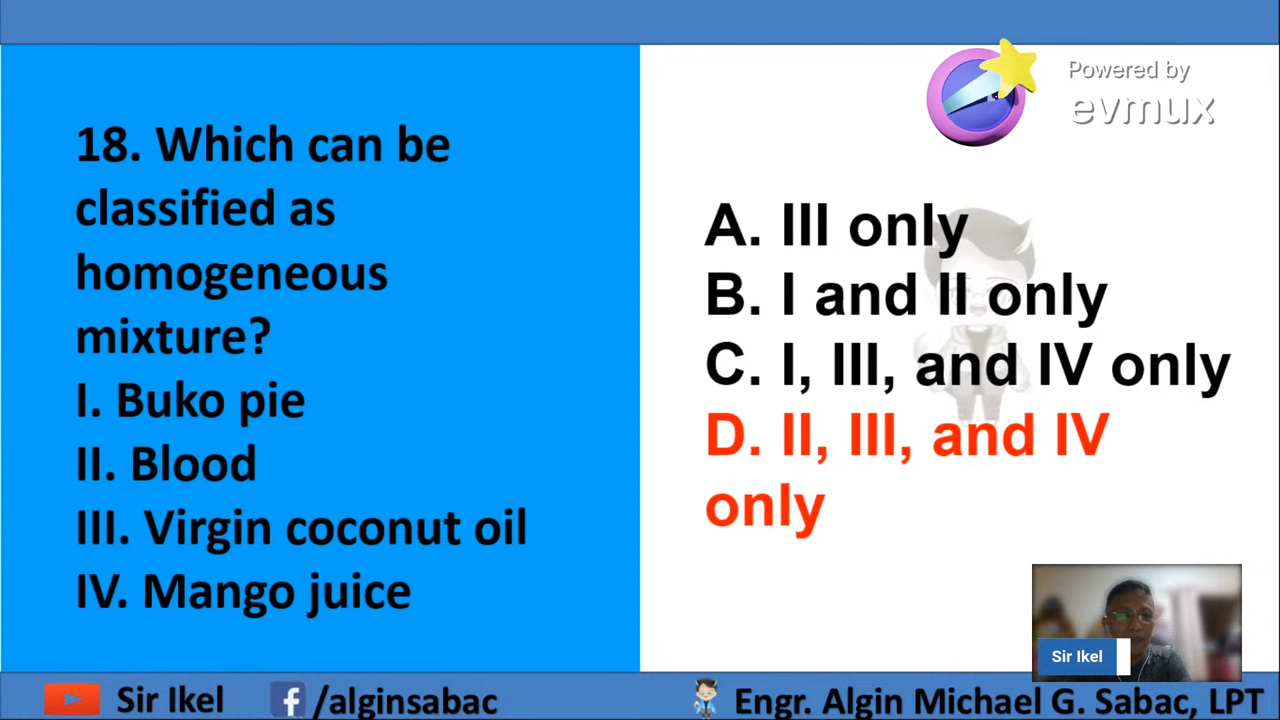 18. Which can be
classified as
homogeneous
mixture?
I. Buko pie
II. Blood
III. Virgin coconut oil
IV. Mango juice
Powered by
evmux
A. III only
B. I and II only
C. I, III, and IV only
D. II, III, and IV
only
Sir Ikel
Sir Ikel
f /alginsabac
Engr. Algin Michael G. Sabac, LPT